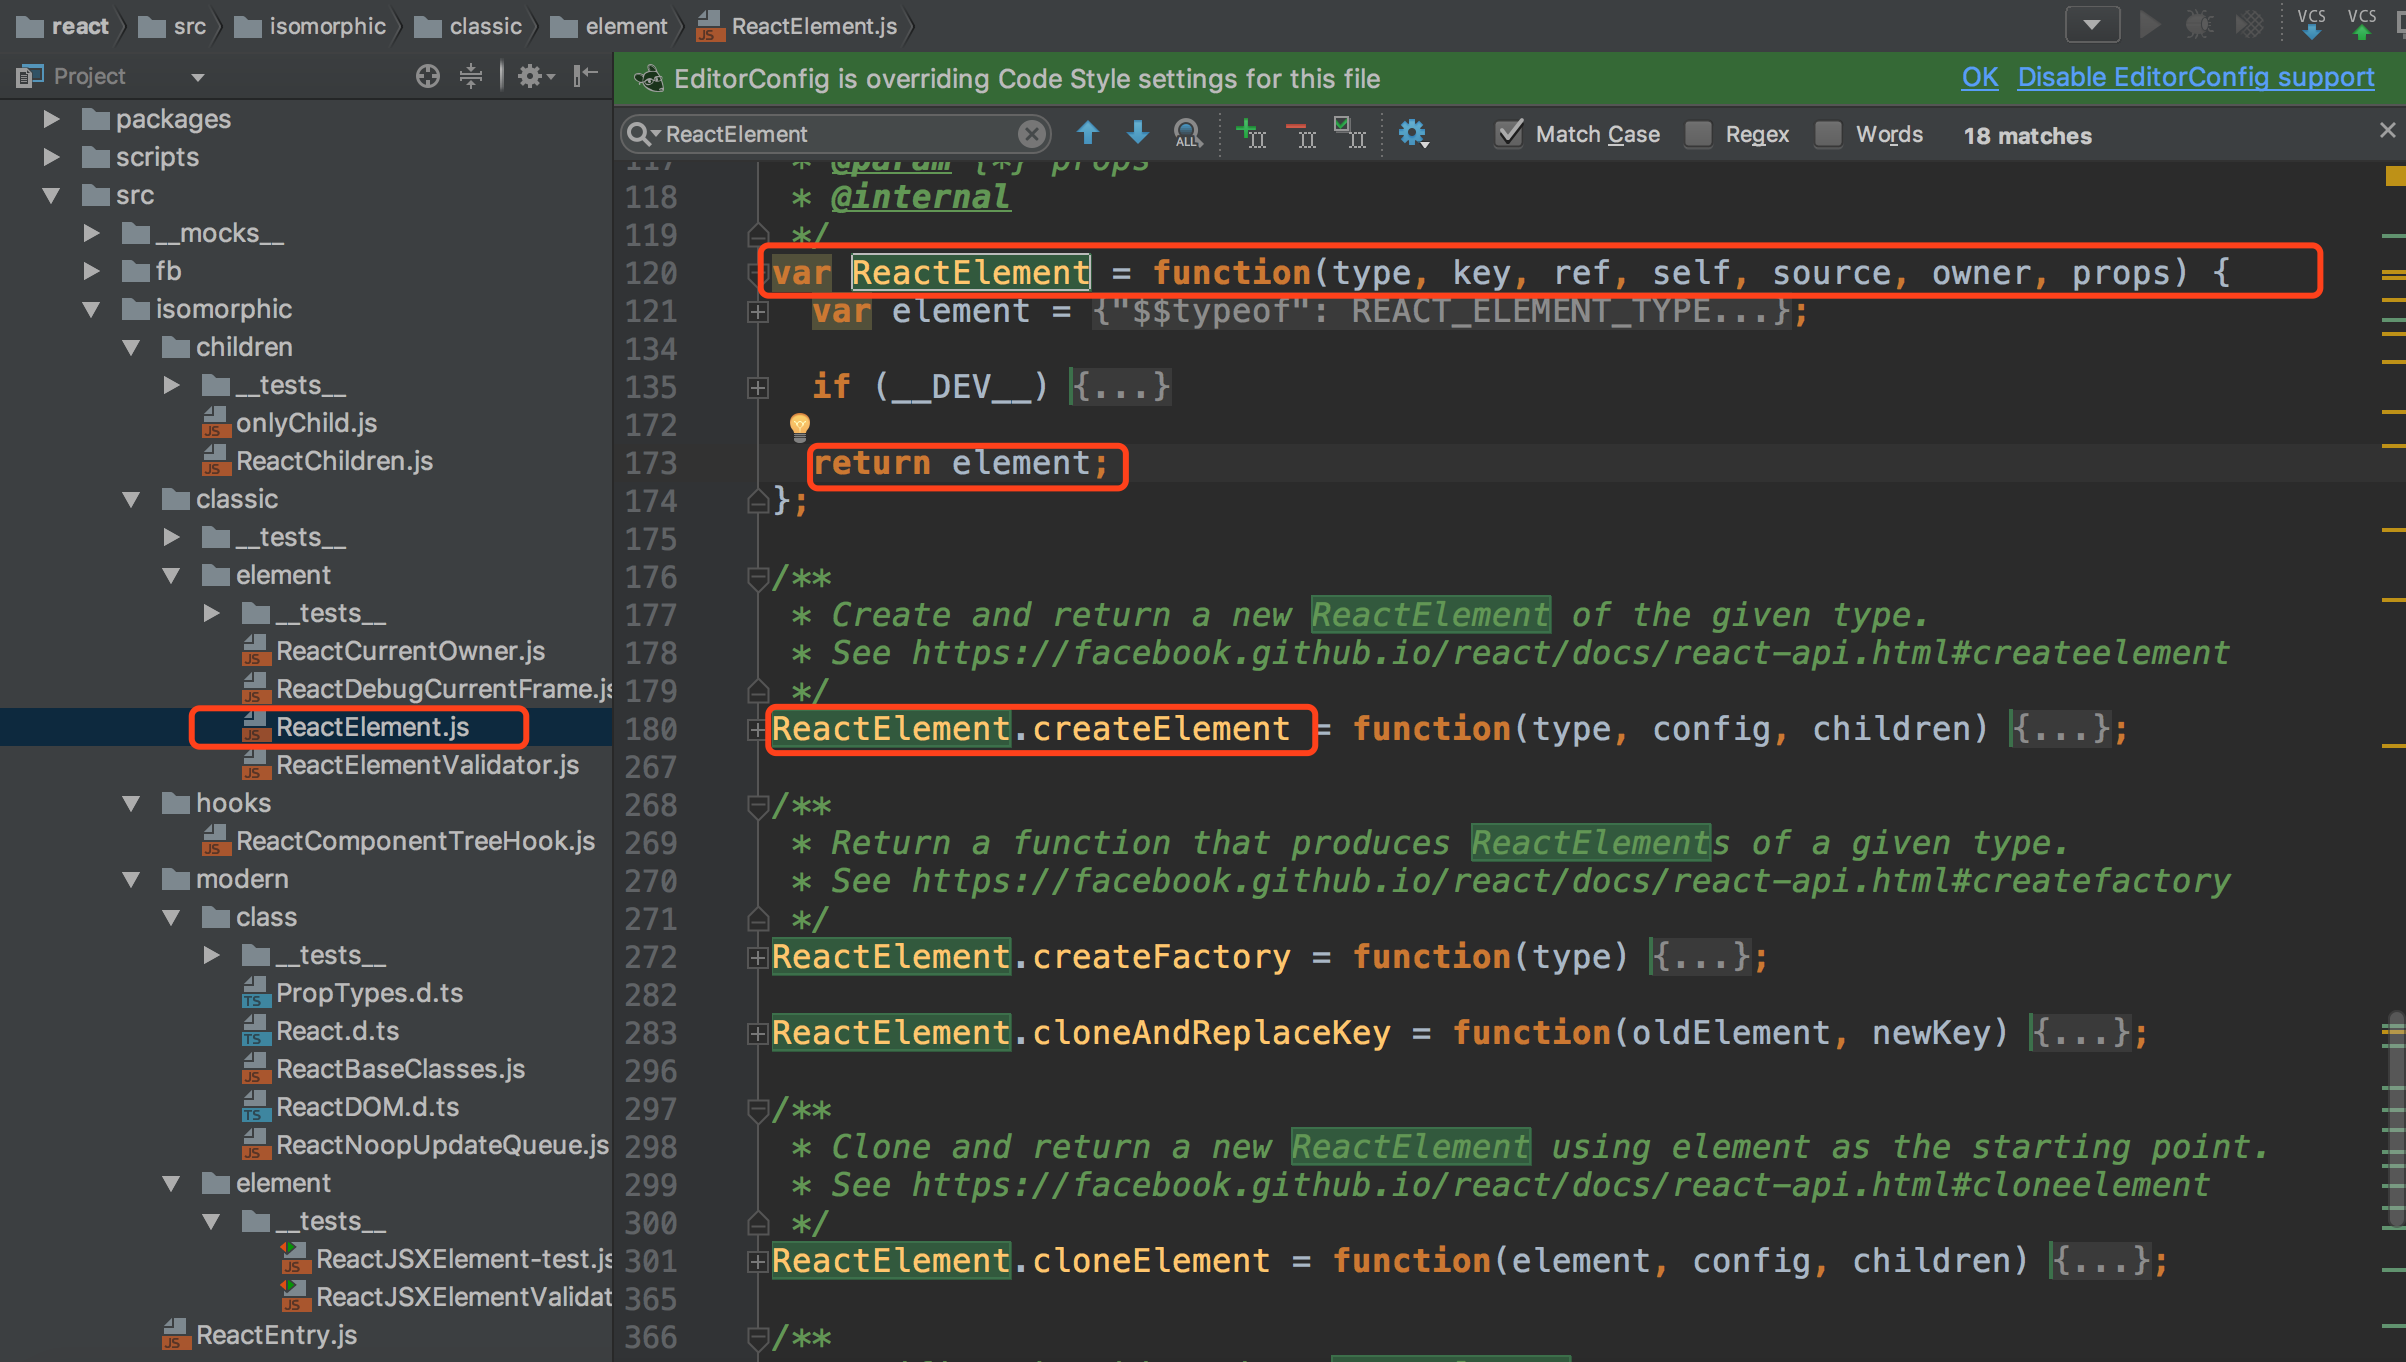 react src isomorphic classic element ReactElement.js
VCS VCS
Project
EditorConfig is overriding Code Style settings for this file OK Disable EditorConfig support
ReactElement ALL Match Case Regex Words 18 matches
packages
scripts
src
__mocks__
fb
isomorphic
children
__tests__
onlyChild.js
ReactChildren.js
classic
__tests__
element
__tests__
ReactCurrentOwner.js
ReactDebugCurrentFrame.js
ReactElement.js
ReactElementValidator.js
hooks
ReactComponentTreeHook.js
modern
class
__tests__
PropTypes.d.ts
React.d.ts
ReactBaseClasses.js
ReactDOM.d.ts
ReactNoopUpdateQueue.js
element
__tests__
ReactJSXElement-test.js
ReactJSXElementValidat
ReactEntry.js
117 * @param {*} props
118 * @internal
119 */
120 var ReactElement = function(type, key, ref, self, source, owner, props) {
121 var element = {"$$typeof": REACT_ELEMENT_TYPE...};
134
135 if (__DEV__) {...}
172
173 return element;
174 };
175
176 /**
177 * Create and return a new ReactElement of the given type.
178 * See https://facebook.github.io/react/docs/react-api.html#createelement
179 */
180 ReactElement.createElement = function(type, config, children) {...};
267
268 /**
269 * Return a function that produces ReactElements of a given type.
270 * See https://facebook.github.io/react/docs/react-api.html#createfactory
271 */
272 ReactElement.createFactory = function(type) {...};
282
283 ReactElement.cloneAndReplaceKey = function(oldElement, newKey) {...};
296
297 /**
298 * Clone and return a new ReactElement using element as the starting point.
299 * See https://facebook.github.io/react/docs/react-api.html#cloneelement
300 */
301 ReactElement.cloneElement = function(element, config, children) {...};
365
366 /**